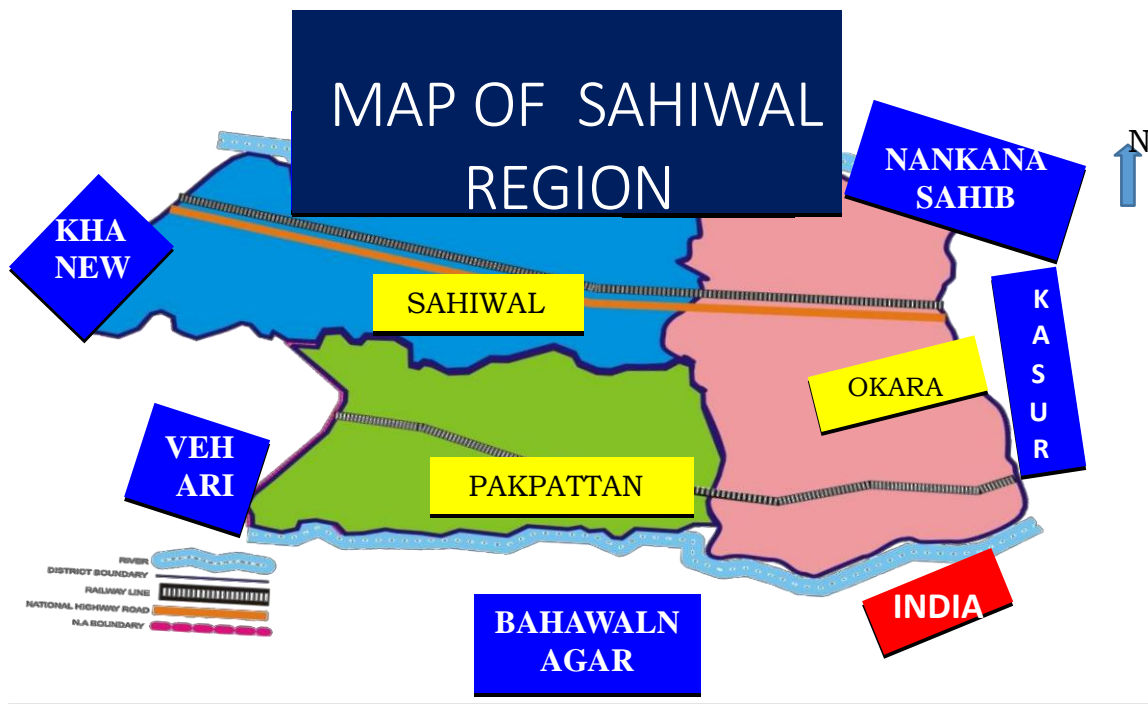 MAP OF SAHIWAL
REGION
N
NANKANA
SAHIB
KHA
NEW
SAHIWAL
K
A
S
U
R
OKARA
VEH
ARI
PAKPATTAN
RIVER
DISTRICT BOUNDARY
RAILWAY LINE
NATIONAL HIGHWAY ROAD
N.A BOUNDARY
INDIA
BAHAWALN
AGAR